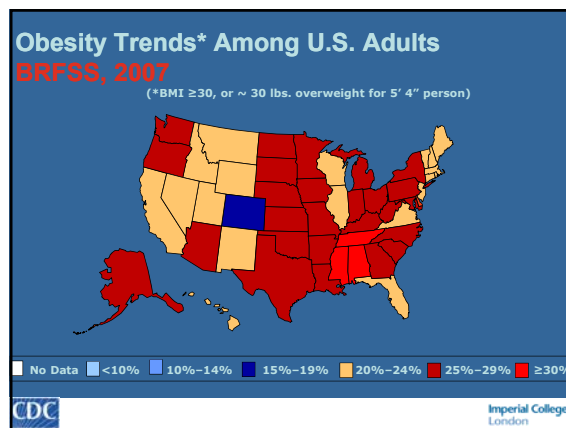 Obesity Trends* Among U.S. Adults
BRFSS, 2007
(*BMI ≥30, or ~ 30 lbs. overweight for 5’ 4” person)
No Data <10% 10%–14% 15%–19% 20%–24% 25%–29% ≥30%
CDC
Imperial College
London